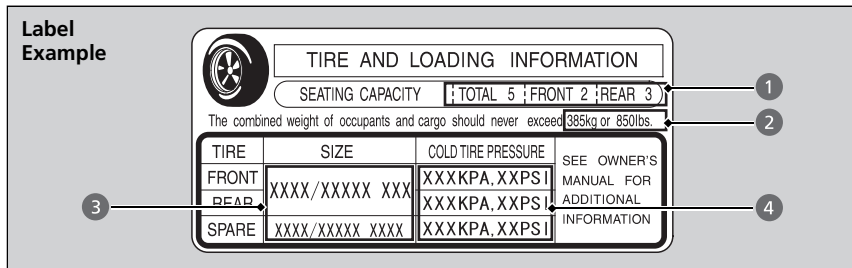 Label
Example
TIRE AND LOADING INFORMATION
SEATING CAPACITY TOTAL 5 FRONT 2 REAR 3
1
The combined weight of occupants and cargo should never exceed 385kg or 850lbs.
2
TIRE SIZE COLD TIRE PRESSURE
SEE OWNER'S
MANUAL FOR
ADDITIONAL
INFORMATION
FRONT XXXX/XXXXX XXX XXXKPA,XXPSI
REAR XXXKPA,XXPSI
SPARE XXXX/XXXXX XXXX XXXKPA,XXPSI
3
4